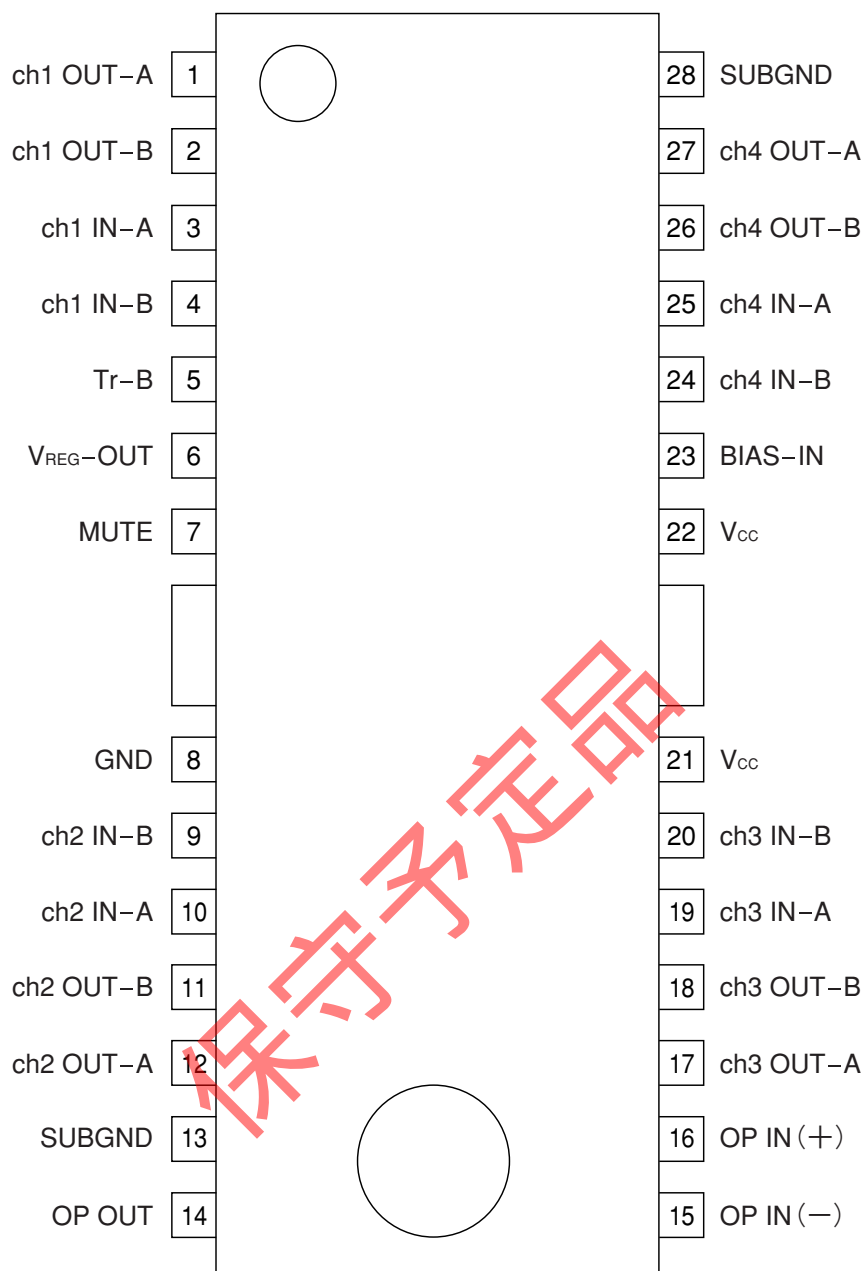 ch1 OUT−A 1 28 SUBGND
ch1 OUT−B 2 27 ch4 OUT−A
ch1 IN−A 3 26 ch4 OUT−B
ch1 IN−B 4 25 ch4 IN−A
Tr−B 5 24 ch4 IN−B
VREG−OUT 6 23 BIAS−IN
MUTE 7 22 VCC
GND 8 21 VCC
ch2 IN−B 9 20 ch3 IN−B
ch2 IN−A 10 19 ch3 IN−A
ch2 OUT−B 11 18 ch3 OUT−B
ch2 OUT−A 12 17 ch3 OUT−A
SUBGND 13 16 OP IN(+)
OP OUT 14 15 OP IN(−)
保守予定品